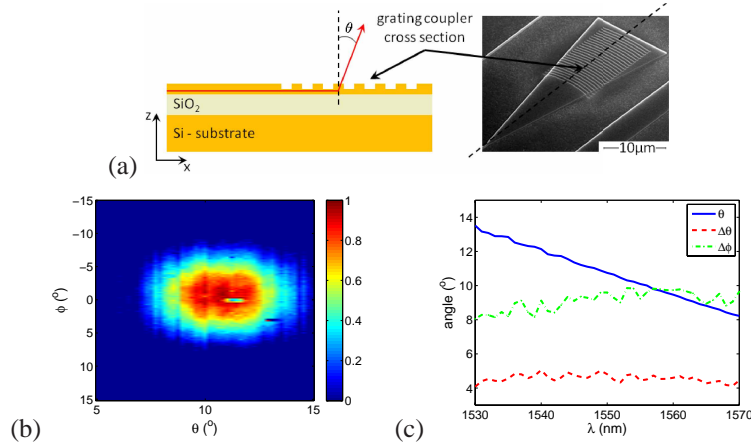 θ
grating coupler
cross section
SiO₂
Si - substrate
z
x
(a)
10μm
−15
−10
−5
0
5
10
15
ϕ (°)
5
10
15
θ (°)
1
0.8
0.6
0.4
0.2
0
(b)
14
12
10
8
6
4
angle (°)
1530
1540
1550
1560
1570
λ (nm)
θ
Δθ
Δϕ
(c)